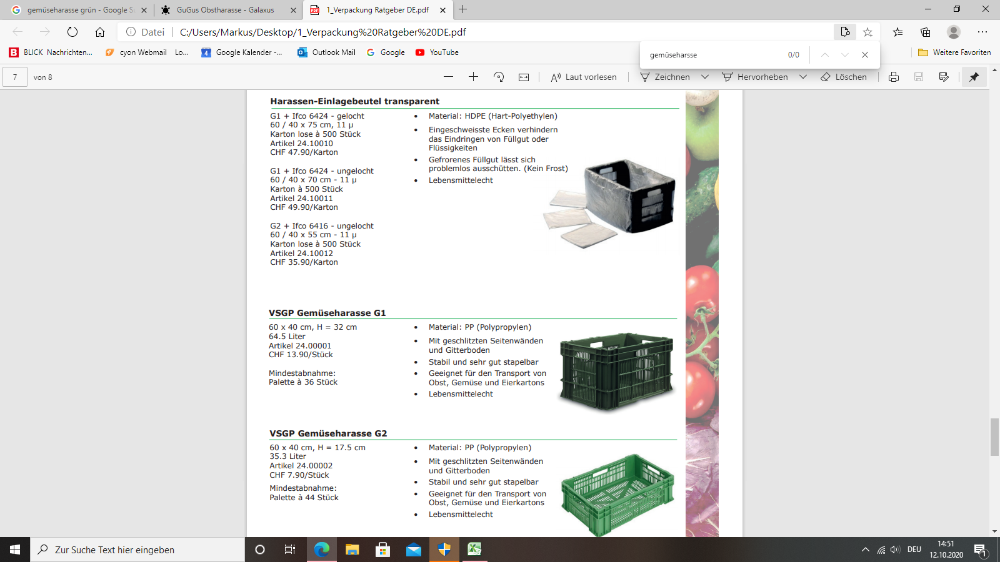 gemüseharasse grün - Google Su
GuGus Obstharasse - Galaxus
1_Verpackung Ratgeber DE.pdf
Datei
C:/Users/Markus/Desktop/1_Verpackung%20Ratgeber%20DE.pdf
BLICK Nachrichten...
cyon Webmail Lo...
Google Kalender -...
Outlook Mail
Google
YouTube
Weitere Favoriten
gemüseharsse
0/0
7
von 8
Laut vorlesen
Zeichnen
Hervorheben
Löschen
Harassen-Einlagebeutel transparent
G1 + Ifco 6424 - gelocht
60 / 40 x 75 cm, 11 µ
Karton lose à 500 Stück
Artikel 24.10010
CHF 47.90/Karton
G1 + Ifco 6424 - ungelocht
60 / 40 x 70 cm - 11 µ
Karton à 500 Stück
Artikel 24.10011
CHF 49.90/Karton
G2 + Ifco 6416 - ungelocht
60 / 40 x 55 cm - 11 µ
Karton lose à 500 Stück
Artikel 24.10012
CHF 35.90/Karton
• Material: HDPE (Hart-Polyethylen)
• Eingeschweisste Ecken verhindern
das Eindringen von Füllgut oder
Flüssigkeiten
• Gefrorenes Füllgut lässt sich
problemlos ausschütten. (Kein Frost)
• Lebensmittelecht
VSGP Gemüseharasse G1
60 x 40 cm, H = 32 cm
64.5 Liter
Artikel 24.00001
CHF 13.90/Stück
Mindestabnahme:
Palette à 36 Stück
• Material: PP (Polypropylen)
• Mit geschlitzten Seitenwänden
und Gitterboden
• Stabil und sehr gut stapelbar
• Geeignet für den Transport von
Obst, Gemüse und Eierkartons
• Lebensmittelecht
VSGP Gemüseharasse G2
60 x 40 cm, H = 17.5 cm
35.3 Liter
Artikel 24.00002
CHF 7.90/Stück
Mindestabnahme:
Palette à 44 Stück
• Material: PP (Polypropylen)
• Mit geschlitzten Seitenwänden
und Gitterboden
• Stabil und sehr gut stapelbar
• Geeignet für den Transport von
Obst, Gemüse und Eierkartons
• Lebensmittelecht
Zur Suche Text hier eingeben
DEU
14:51
12.10.2020
1